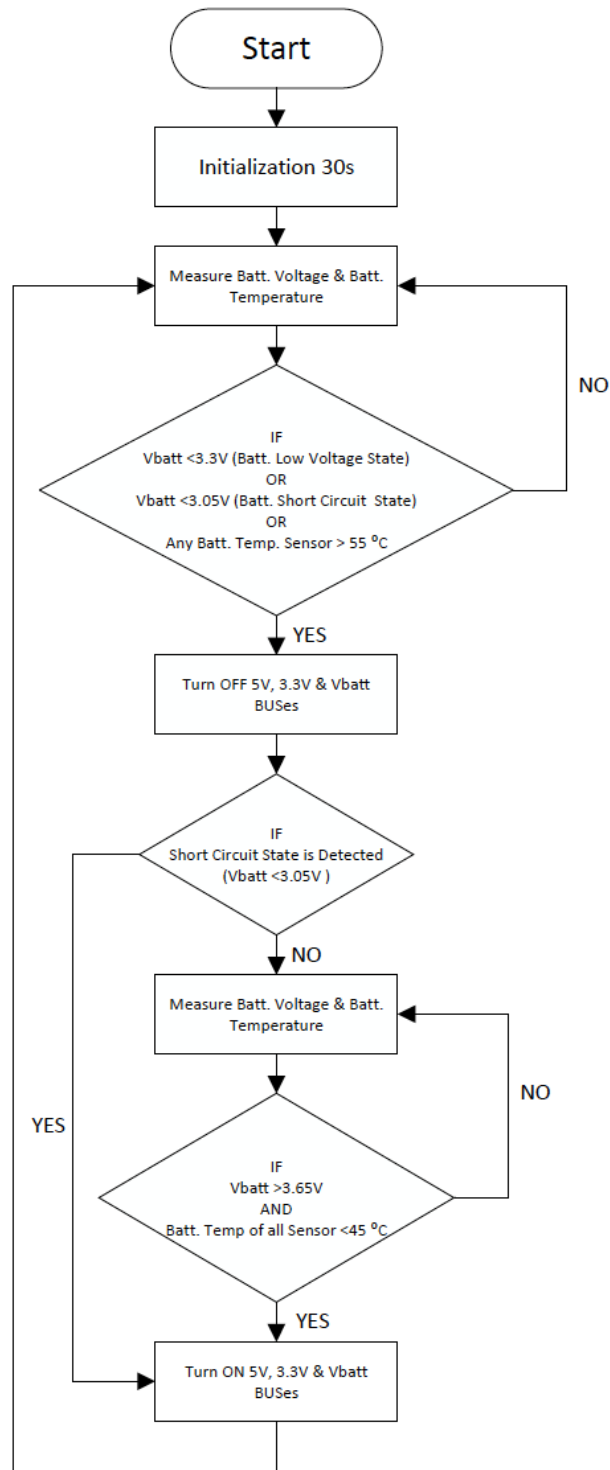 Start
Initialization 30s
Measure Batt. Voltage & Batt.
Temperature
NO
IF
Vbatt <3.3V (Batt. Low Voltage State)
OR
Vbatt <3.05V (Batt. Short Circuit State)
OR
Any Batt. Temp. Sensor > 55 ⁰C
YES
Turn OFF 5V, 3.3V & Vbatt
BUSes
IF
Short Circuit State is Detected
(Vbatt <3.05V )
NO
Measure Batt. Voltage & Batt.
Temperature
NO
YES
IF
Vbatt >3.65V
AND
Batt. Temp of all Sensor <45 ⁰C
YES
Turn ON 5V, 3.3V & Vbatt
BUSes